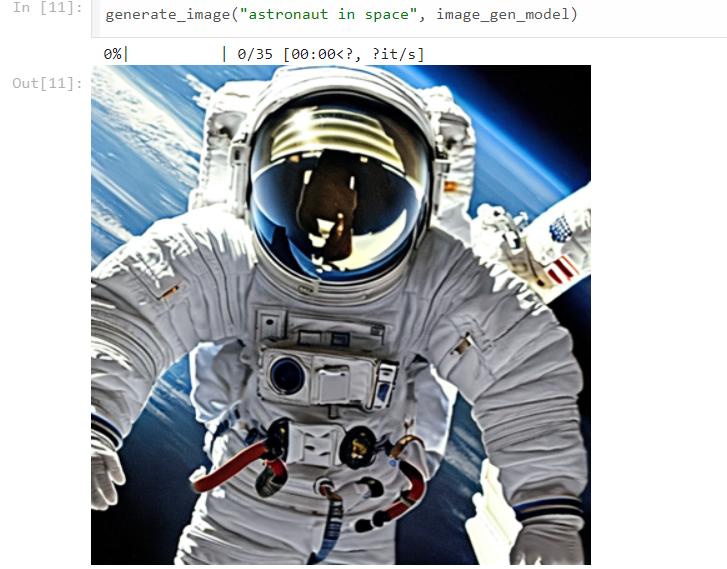 In [11]:
generate_image("astronaut in space", image_gen_model)
0%| | 0/35 [00:00<?, ?it/s]
Out[11]: